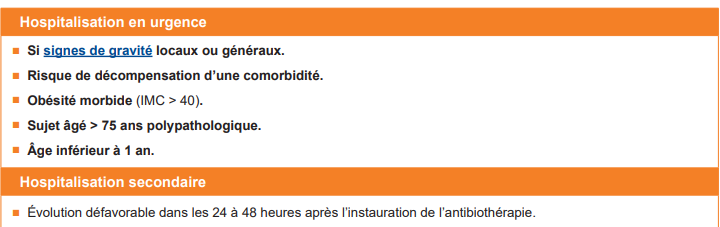 Hospitalisation en urgence
■ Si signes de gravité locaux ou généraux.
■ Risque de décompensation d’une comorbidité.
■ Obésité morbide (IMC > 40).
■ Sujet âgé > 75 ans polypathologique.
■ Âge inférieur à 1 an.
Hospitalisation secondaire
■ Évolution défavorable dans les 24 à 48 heures après l’instauration de l’antibiothérapie.